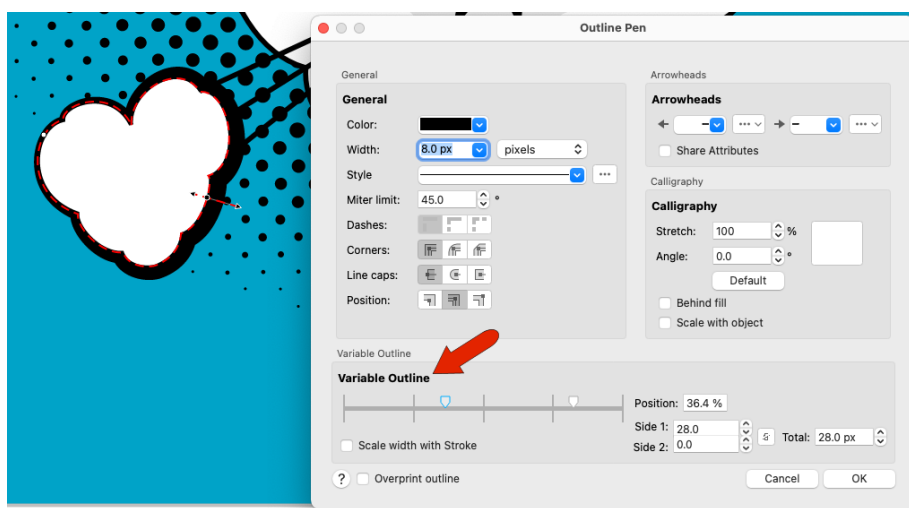 Outline Pen
General
General
Color:
Width: 8.0 px pixels
Style
Miter limit: 45.0 °
Dashes:
Corners:
Line caps:
Position:
Arrowheads
Arrowheads
Share Attributes
Calligraphy
Calligraphy
Stretch: 100 %
Angle: 0.0 °
Default
Behind fill
Scale with object
Variable Outline
Variable Outline
Position: 36.4 %
Side 1: 28.0
Side 2: 0.0
Total: 28.0 px
Scale width with Stroke
? Overprint outline
Cancel OK